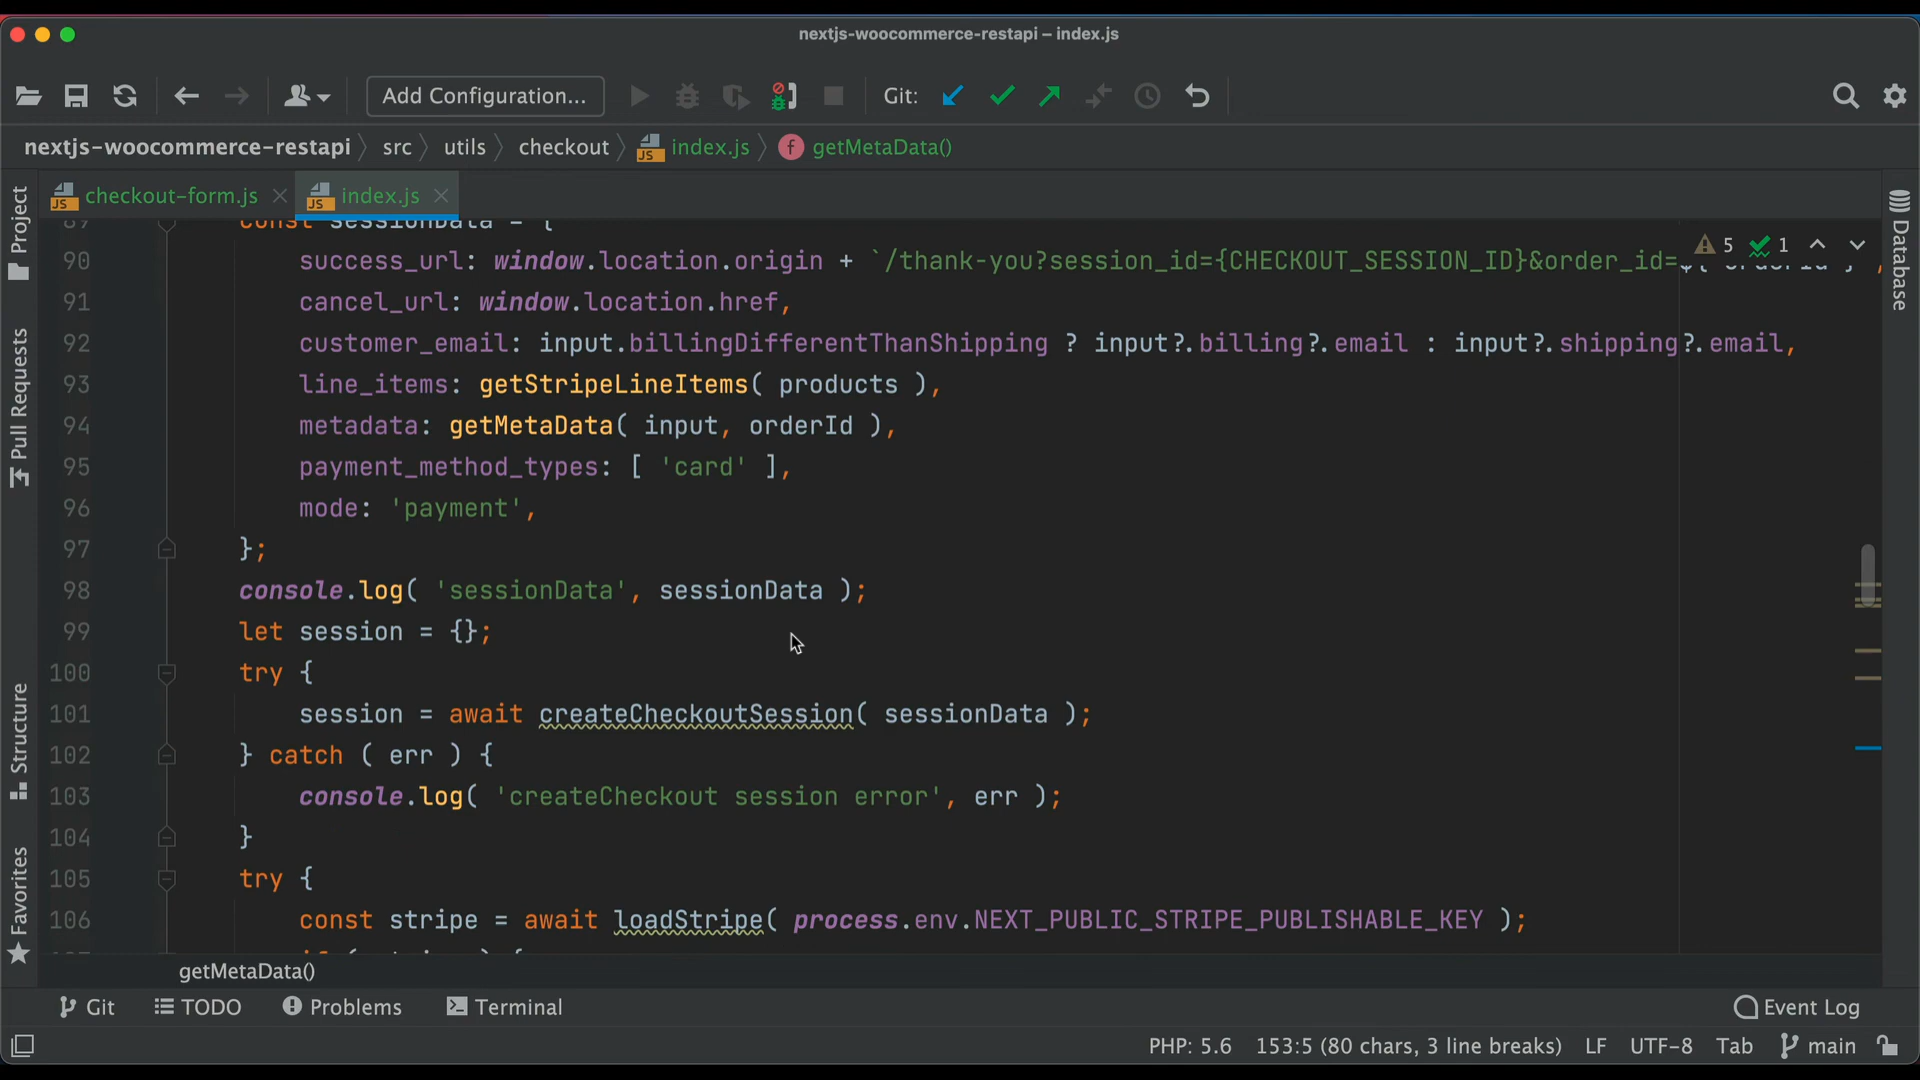 nextjs-woocommerce-restapi – index.js
Add Configuration...
Git:
nextjs-woocommerce-restapi src utils checkout index.js getMetaData()
checkout-form.js index.js
89 const sessionData = {
90 success_url: window.location.origin + `/thank-you?session_id={CHECKOUT_SESSION_ID}&order_id=${ orderId }`,
5 1
91 cancel_url: window.location.href,
92 customer_email: input.billingDifferentThanShipping ? input?.billing?.email : input?.shipping?.email,
93 line_items: getStripeLineItems( products ),
94 metadata: getMetaData( input, orderId ),
95 payment_method_types: [ 'card' ],
96 mode: 'payment',
97 };
98 console.log( 'sessionData', sessionData );
99 let session = {};
100 try {
101 session = await createCheckoutSession( sessionData );
102 } catch ( err ) {
103 console.log( 'createCheckout session error', err );
104 }
105 try {
106 const stripe = await loadStripe( process.env.NEXT_PUBLIC_STRIPE_PUBLISHABLE_KEY );
getMetaData()
Project
Pull Requests
Structure
Favorites
Database
Git TODO Problems Terminal Event Log
PHP: 5.6 153:5 (80 chars, 3 line breaks) LF UTF-8 Tab main